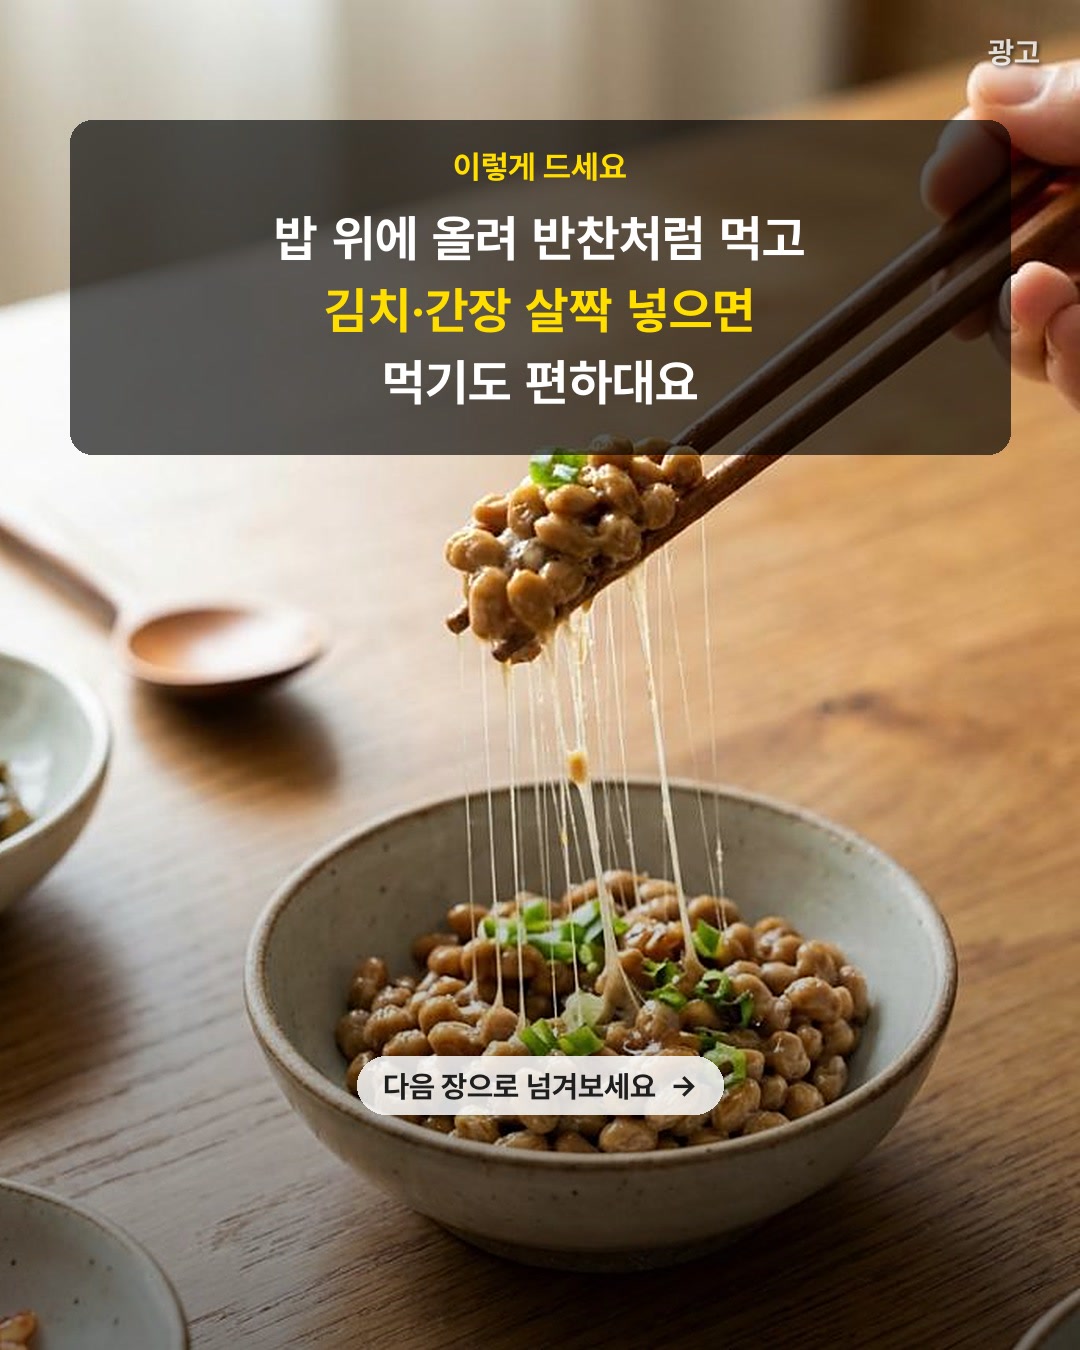 광고
이렇게 드세요
밥 위에 올려 반찬처럼 먹고
김치·간장 살짝 넣으면
먹기도 편하대요
다음 장으로 넘겨보세요 →